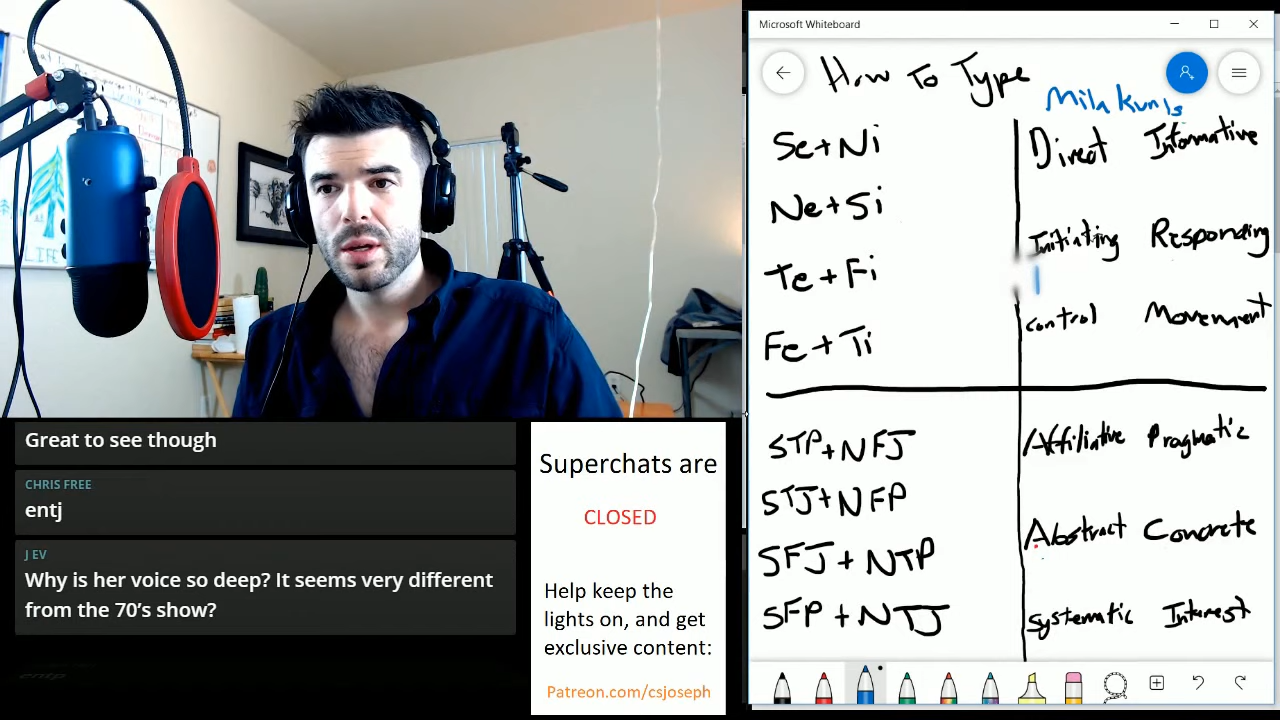 Microsoft Whiteboard
How To Type
Mila kunis
Se+Ni
Direct Informative
Ne+Si
Initiating Responding
Te+Fi
control Movement
Fe+Ti
STP+NFJ
Affiliative Pragmatic
STJ+NFP
Abstract Concrete
SFJ+NTP
SFP+NTJ
Systematic Interest
LIFE
Great to see though
CHRIS FREE
entj
J EV
Why is her voice so deep? It seems very different
from the 70's show?
entp
Superchats are
CLOSED
Help keep the
lights on, and get
exclusive content:
Patreon.com/csjoseph